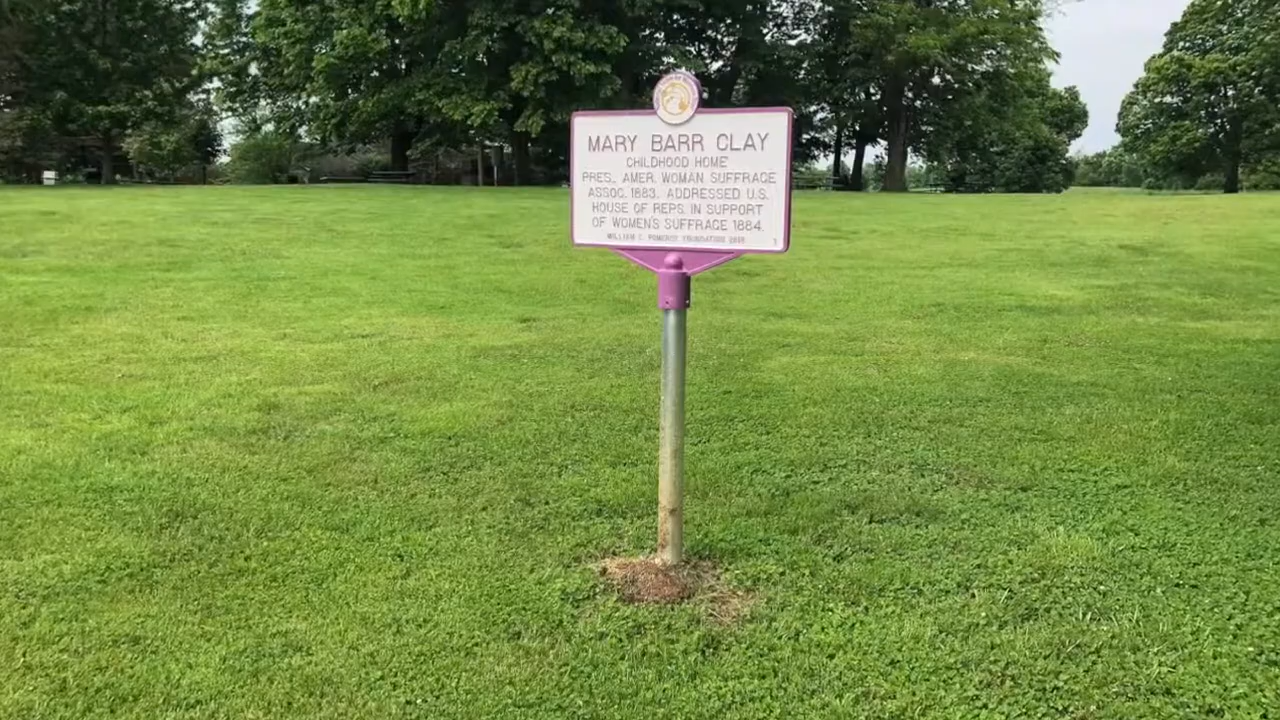 MARY BARR CLAY
CHILDHOOD HOME
PRES., AMER. WOMAN SUFFRAGE
ASSOC. 1883. ADDRESSED U.S.
HOUSE OF REPS. IN SUPPORT
OF WOMEN'S SUFFRAGE 1884.
WILLIAM C. POMEROY FOUNDATION